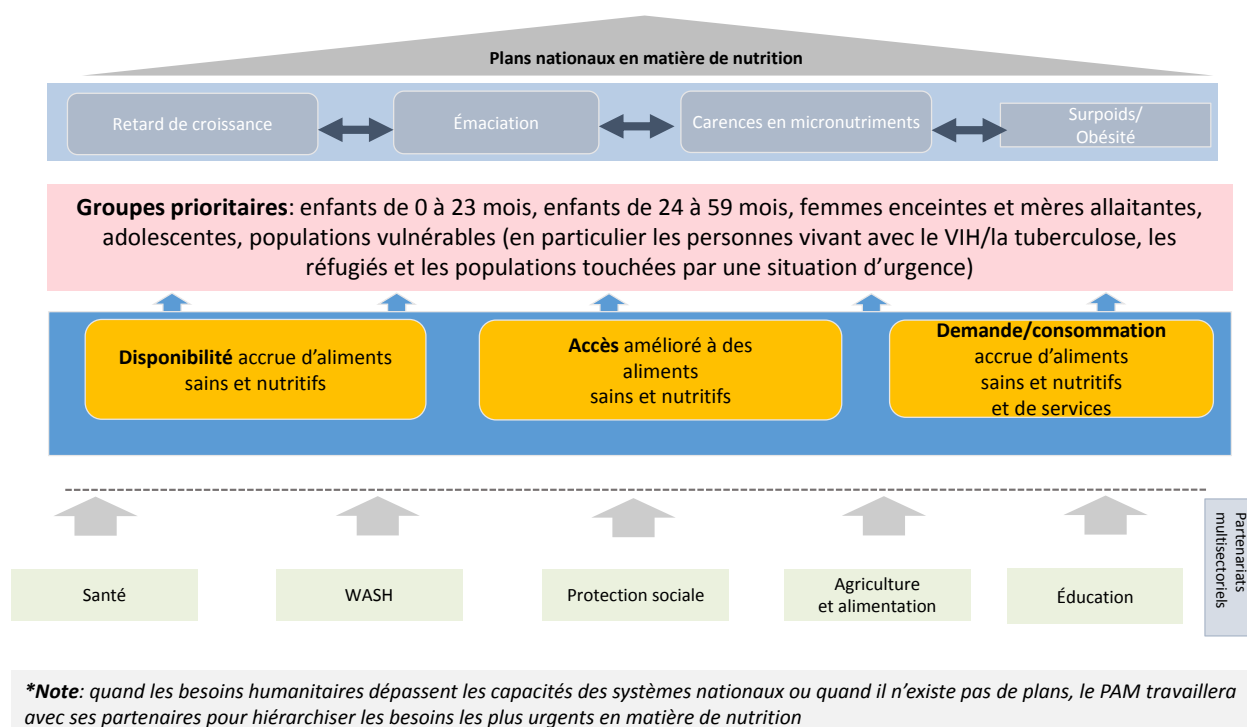 Plans nationaux en matière de nutrition
Retard de croissance
Émaciation
Carences en micronutriments
Surpoids/
Obésité
Groupes prioritaires: enfants de 0 à 23 mois, enfants de 24 à 59 mois, femmes enceintes et mères allaitantes,
adolescentes, populations vulnérables (en particulier les personnes vivant avec le VIH/la tuberculose, les
réfugiés et les populations touchées par une situation d’urgence)
Disponibilité accrue d’aliments
sains et nutritifs
Accès amélioré à des
aliments
sains et nutritifs
Demande/consommation
accrue d’aliments
sains et nutritifs
et de services
Partenariats
multisectoriels
Santé
WASH
Protection sociale
Agriculture
et alimentation
Éducation
*Note: quand les besoins humanitaires dépassent les capacités des systèmes nationaux ou quand il n’existe pas de plans, le PAM travaillera
avec ses partenaires pour hiérarchiser les besoins les plus urgents en matière de nutrition